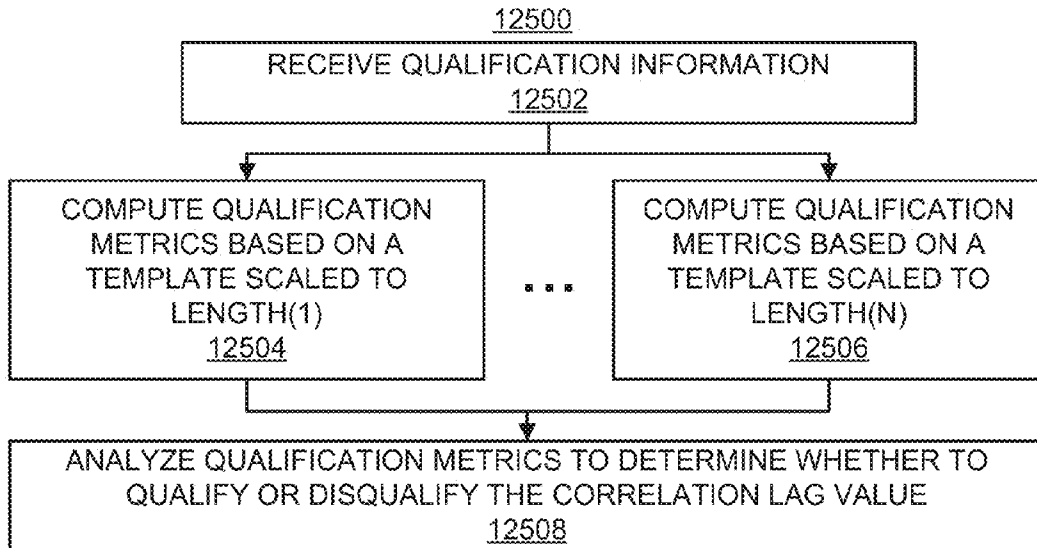 12500
RECEIVE QUALIFICATION INFORMATION
12502
COMPUTE QUALIFICATION
METRICS BASED ON A
TEMPLATE SCALED TO
LENGTH(1)
12504
...
COMPUTE QUALIFICATION
METRICS BASED ON A
TEMPLATE SCALED TO
LENGTH(N)
12506
ANALYZE QUALIFICATION METRICS TO DETERMINE WHETHER TO
QUALIFY OR DISQUALIFY THE CORRELATION LAG VALUE
12508